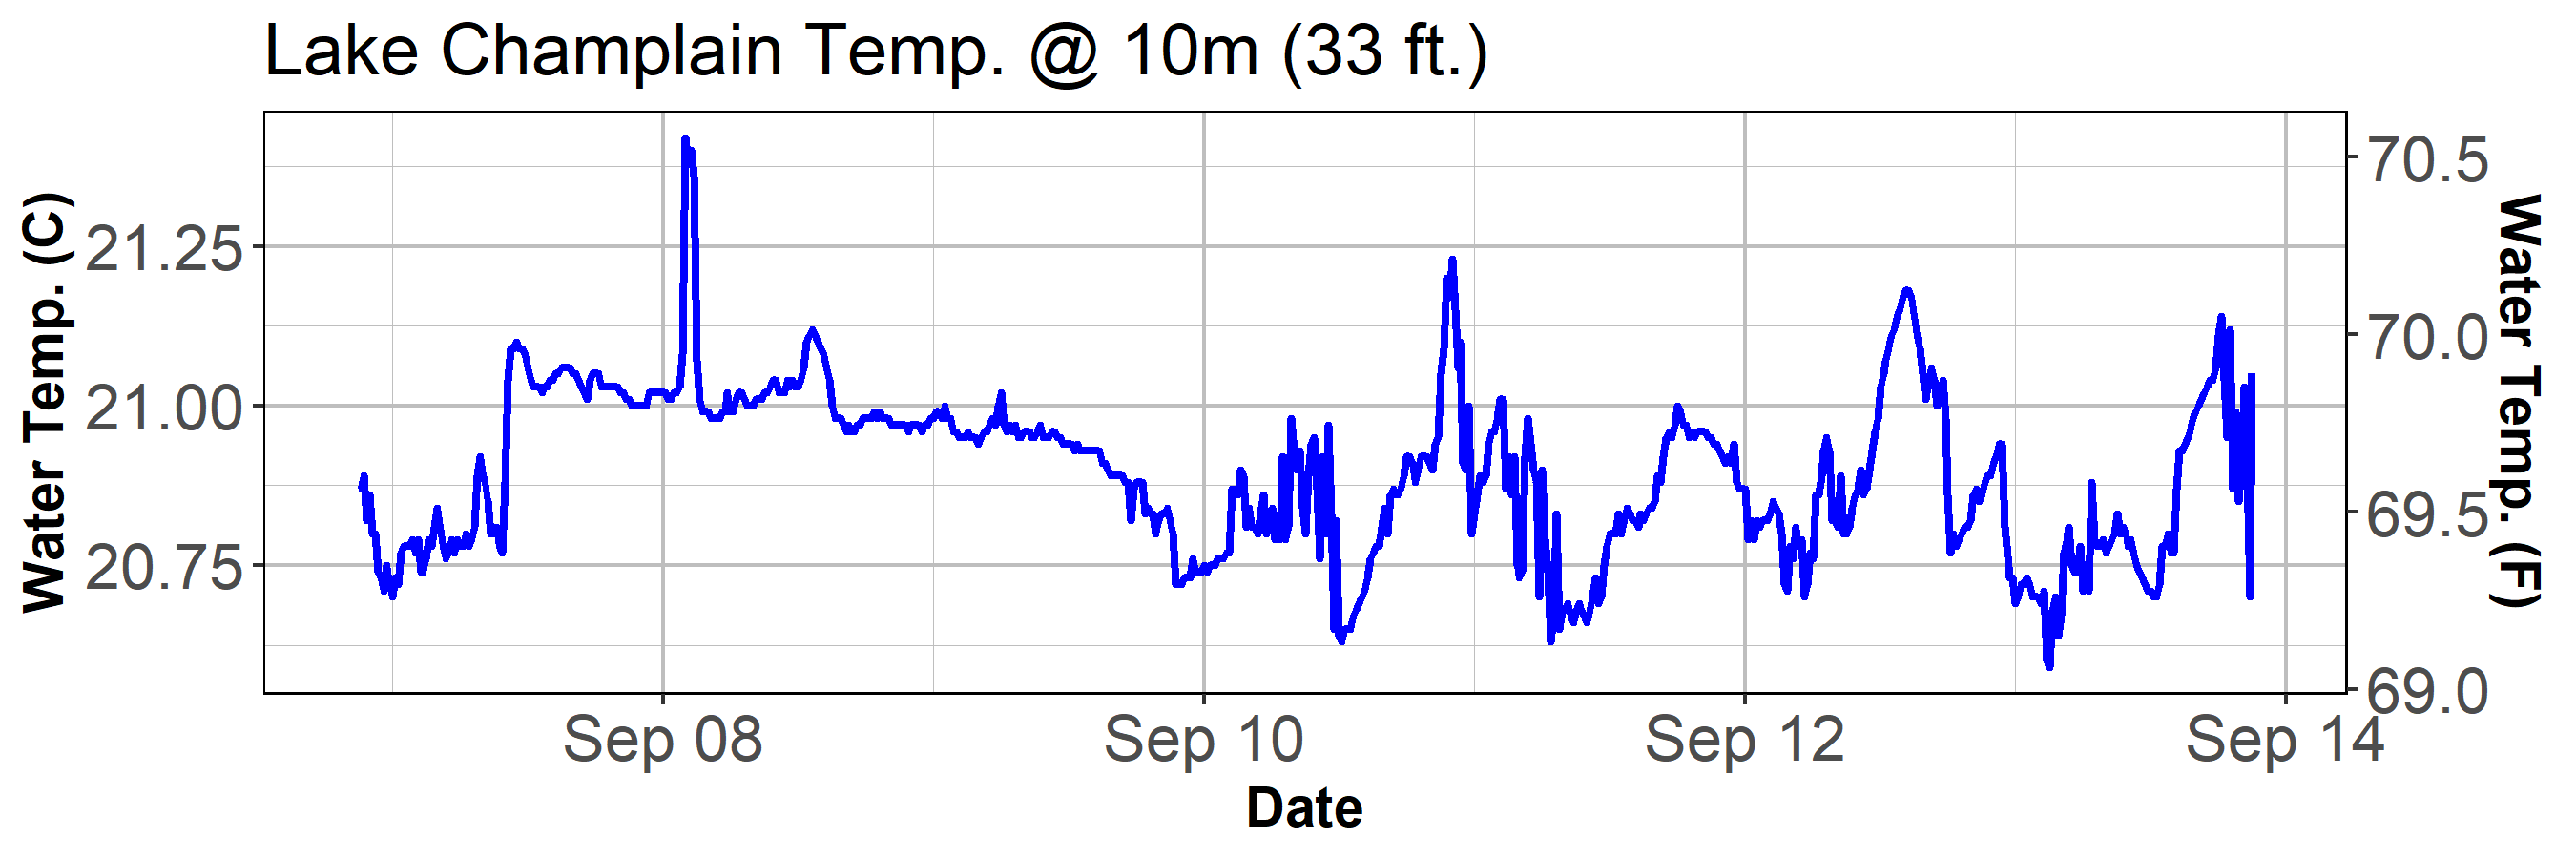 Lake Champlain Temp. @ 10m (33 ft.)
Water Temp. (C)
21.25
21.00
20.75
70.5
70.0
69.5
69.0
Water Temp. (F)
Sep 08
Sep 10
Sep 12
Sep 14
Date